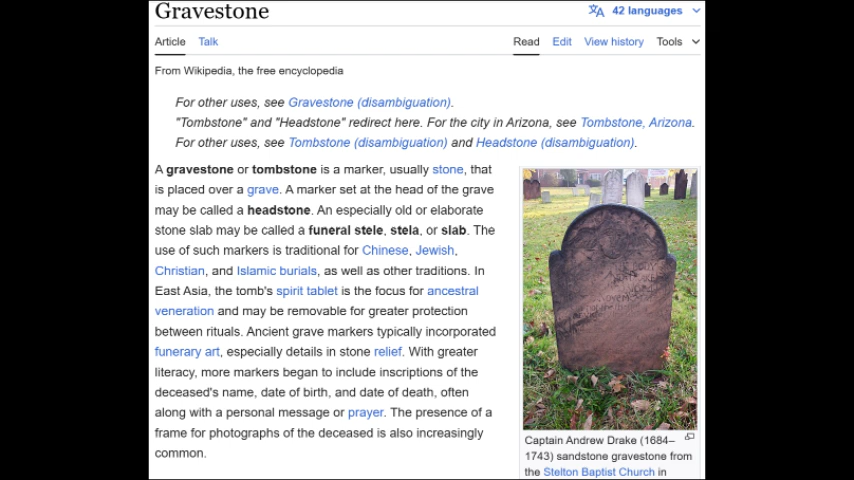 Gravestone
42 languages
Article Talk Read Edit View history Tools
From Wikipedia, the free encyclopedia
For other uses, see Gravestone (disambiguation).
"Tombstone" and "Headstone" redirect here. For the city in Arizona, see Tombstone, Arizona.
For other uses, see Tombstone (disambiguation) and Headstone (disambiguation).
A gravestone or tombstone is a marker, usually stone, that
is placed over a grave. A marker set at the head of the grave
may be called a headstone. An especially old or elaborate
stone slab may be called a funeral stele, stela, or slab. The
use of such markers is traditional for Chinese, Jewish,
Christian, and Islamic burials, as well as other traditions. In
East Asia, the tomb's spirit tablet is the focus for ancestral
veneration and may be removable for greater protection
between rituals. Ancient grave markers typically incorporated
funerary art, especially details in stone relief. With greater
literacy, more markers began to include inscriptions of the
deceased's name, date of birth, and date of death, often
along with a personal message or prayer. The presence of a
frame for photographs of the deceased is also increasingly
common.
Captain Andrew Drake (1684–
1743) sandstone gravestone from
the Stelton Baptist Church in